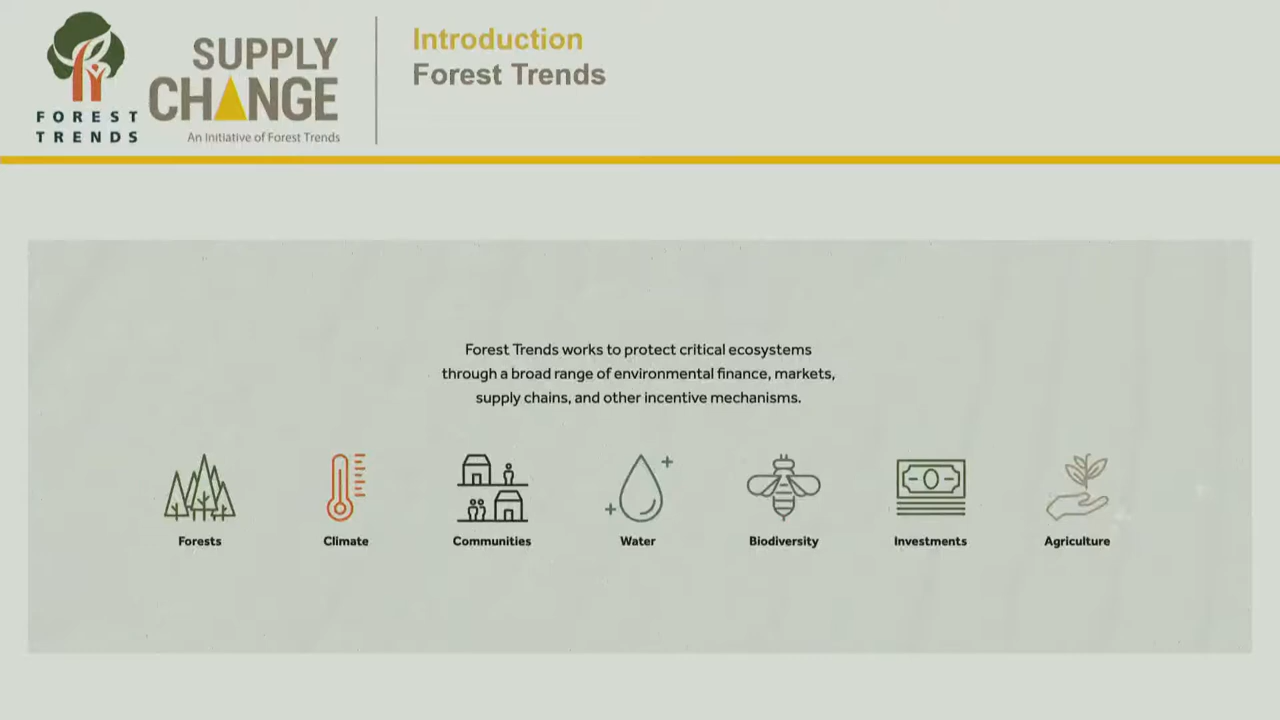 FOREST
TRENDS
SUPPLY
CHANGE
An Initiative of Forest Trends
Introduction
Forest Trends
Forest Trends works to protect critical ecosystems
through a broad range of environmental finance, markets,
supply chains, and other incentive mechanisms.
Forests
Climate
Communities
Water
Biodiversity
Investments
Agriculture